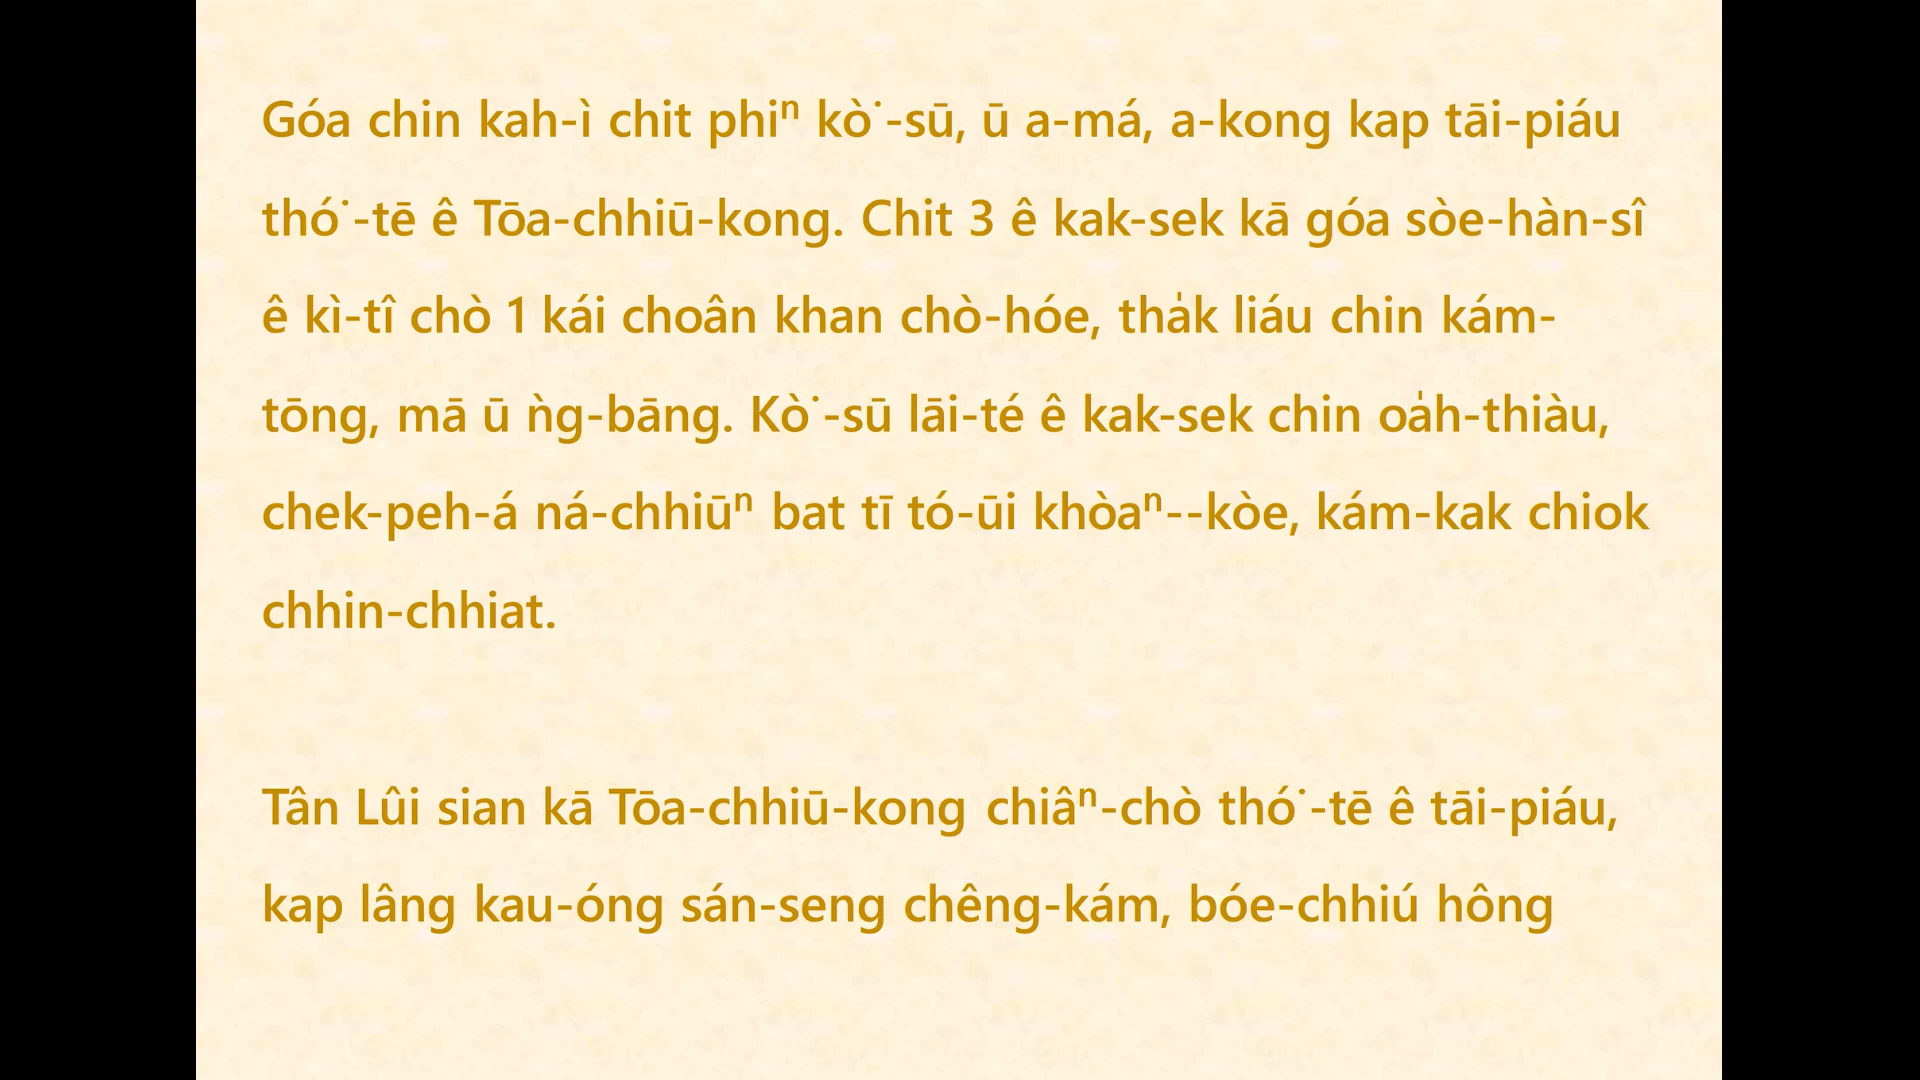 Góa chin kah-ì chit phiⁿ kò͘-sū, ū a-má, a-kong kap tāi-piáu
thó͘-tē ê Tōa-chhiū-kong. Chit 3 ê kak-sek kā góa sòe-hàn-sî
ê kì-tî chò 1 kái choân khan chò-hóe, tha̍k liáu chin kám-
tōng, mā ū ǹg-bāng. Kò͘-sū lāi-té ê kak-sek chin oa̍h-thiàu,
chek-peh-á ná-chhiūⁿ bat tī tó-ūi khòaⁿ--kòe, kám-kak chiok
chhin-chhiat.
Tân Lûi sian kā Tōa-chhiū-kong chiâⁿ-chò thó͘-tē ê tāi-piáu,
kap lâng kau-óng sán-seng chêng-kám, bóe-chhiú hông